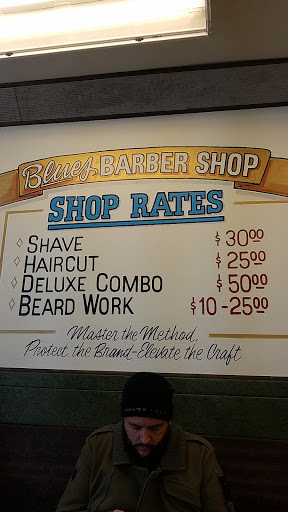 Blues BARBER SHOP
SHOP RATES
SHAVE $30.00
HAIRCUT $25.00
DELUXE COMBO $50.00
BEARD WORK $10-25.00
Master the Method,
Protect the Brand-Elevate the Craft